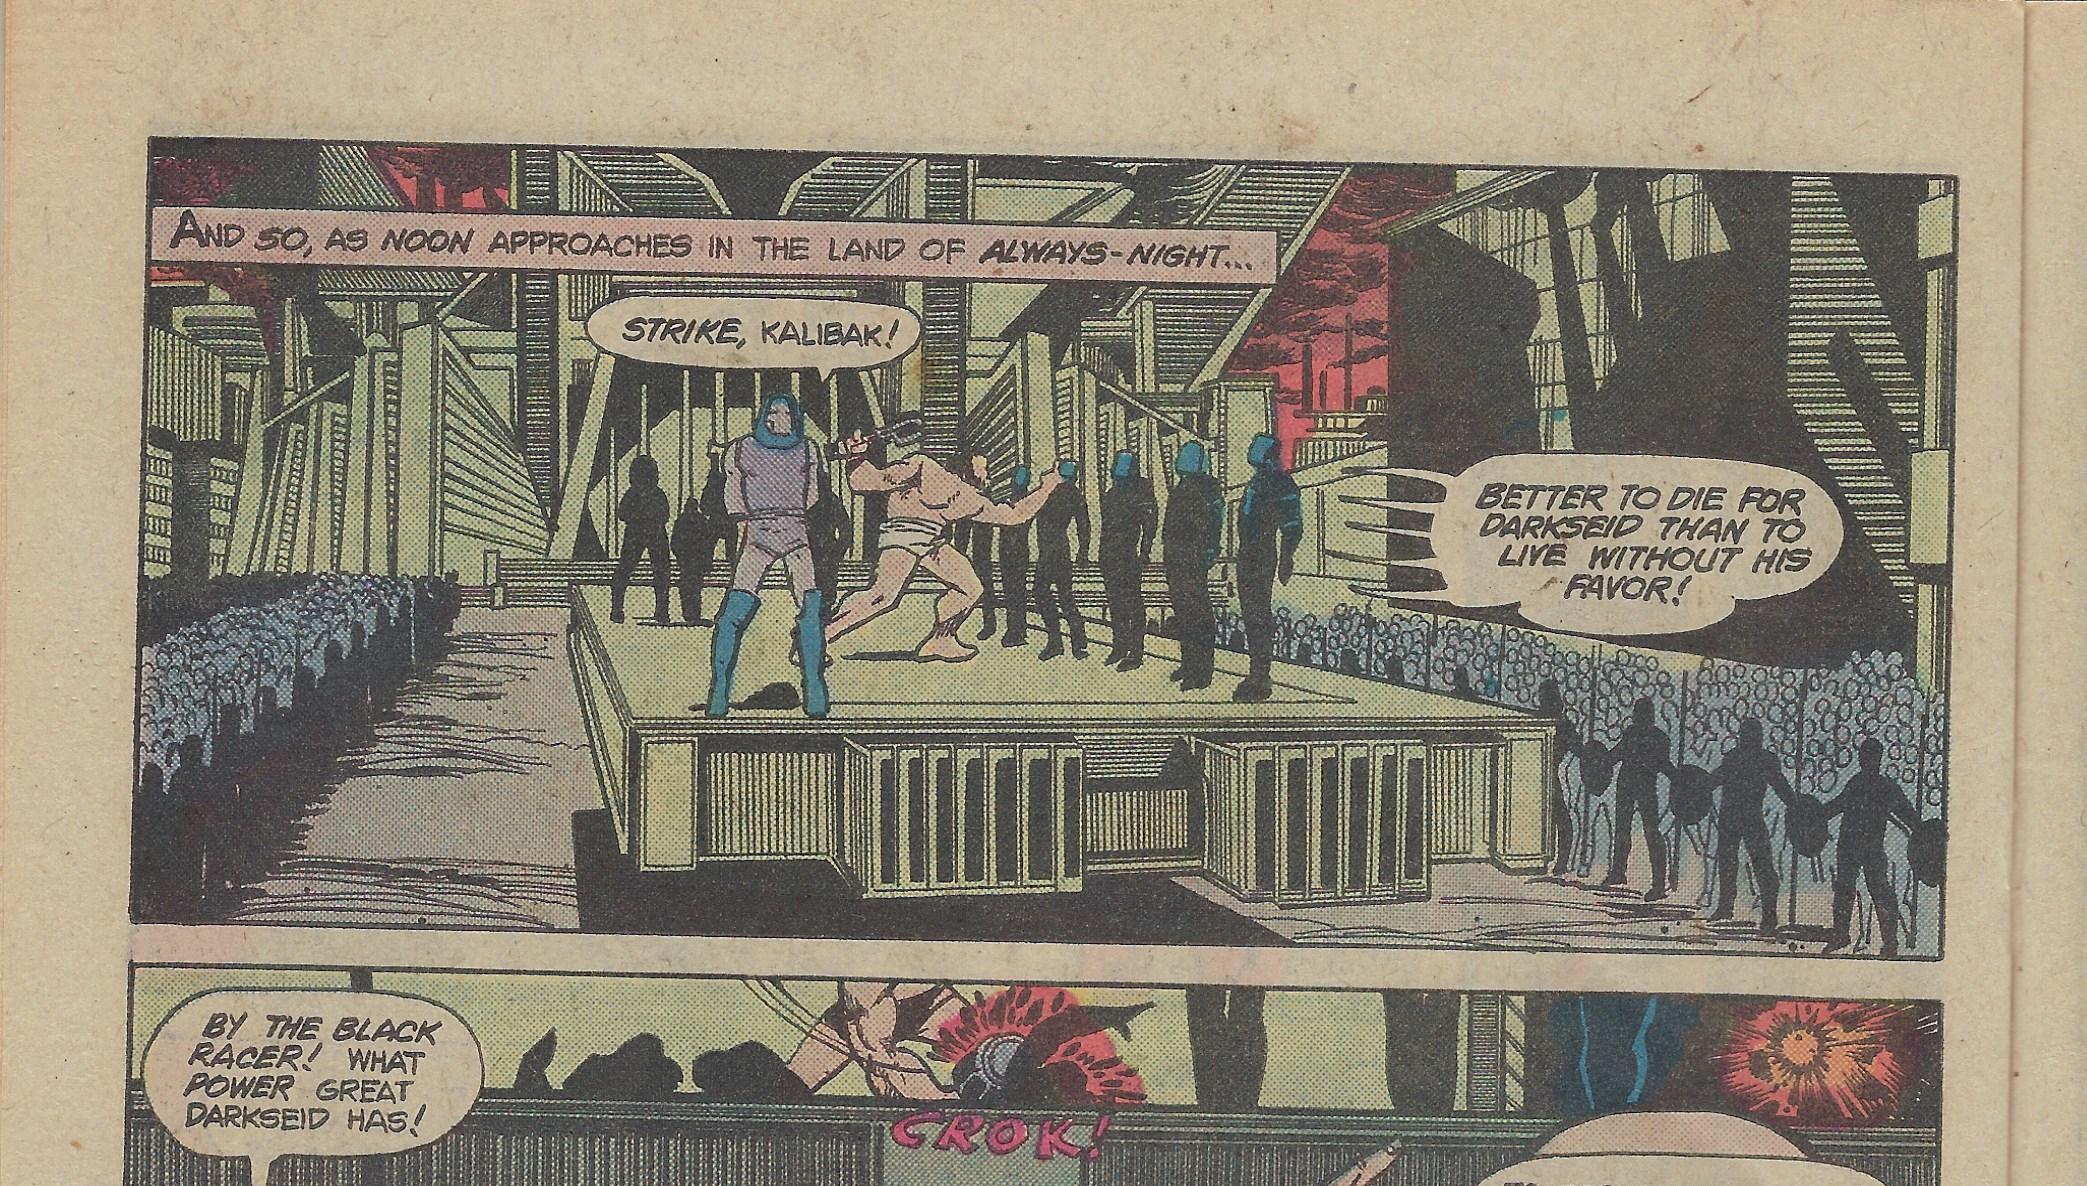 AND SO, AS NOON APPROACHES IN THE LAND OF ALWAYS-NIGHT...
STRIKE, KALIBAK!
BETTER TO DIE FOR
DARKSEID THAN TO
LIVE WITHOUT HIS
FAVOR!
BY THE BLACK
RACER! WHAT
POWER GREAT
DARKSEID HAS!
CROK!